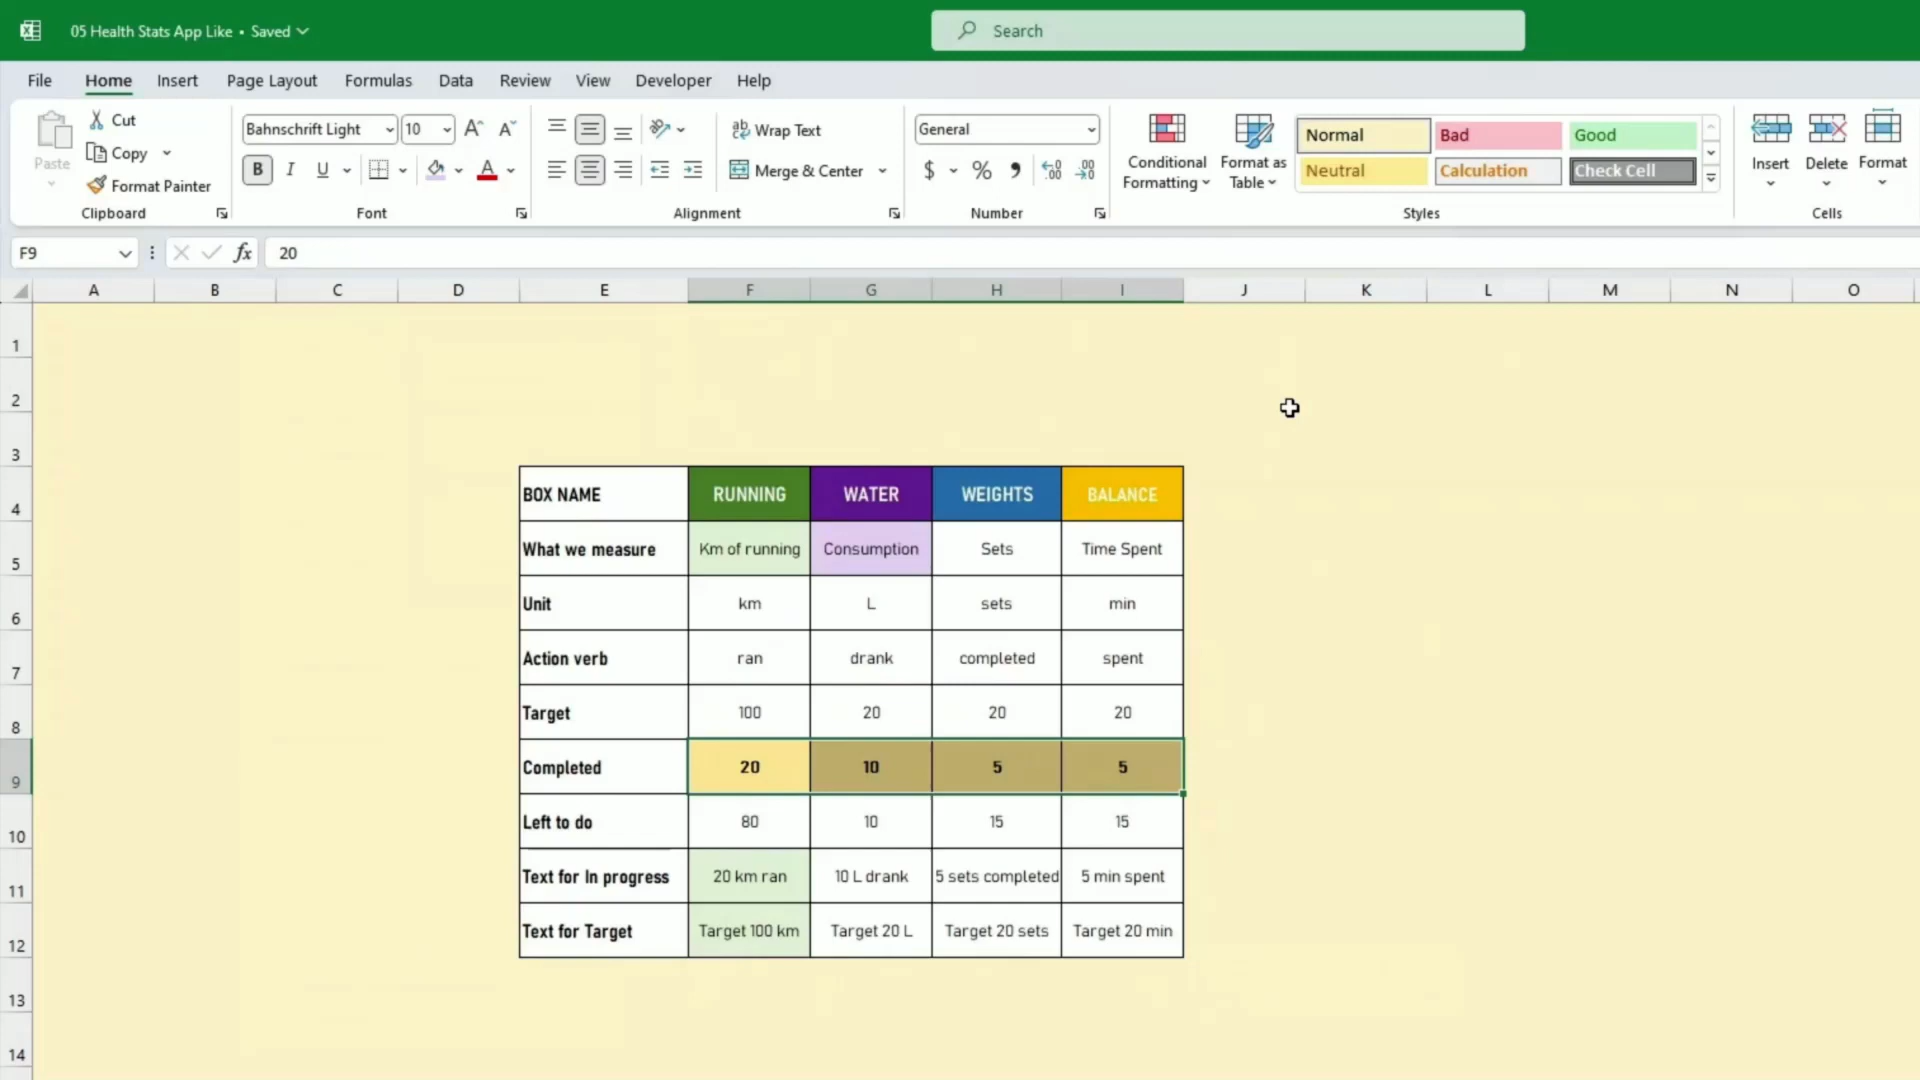 05 Health Stats App Like • Saved
Search
File Home Insert Page Layout Formulas Data Review View Developer Help
Paste
Cut
Copy
Format Painter
Clipboard
Bahnschrift Light 10
B I U
Font
Wrap Text
Merge & Center
Alignment
General
$ %
Number
Conditional Formatting
Format as Table
Normal Bad Good
Neutral Calculation Check Cell
Styles
Insert Delete Format
Cells
F9 fx 20
A B C D E F G H I J K L M N O
1
2
3
4 BOX NAME RUNNING WATER WEIGHTS BALANCE
5 What we measure Km of running Consumption Sets Time Spent
6 Unit km L sets min
7 Action verb ran drank completed spent
8 Target 100 20 20 20
9 Completed 20 10 5 5
10 Left to do 80 10 15 15
11 Text for In progress 20 km ran 10 L drank 5 sets completed 5 min spent
12 Text for Target Target 100 km Target 20 L Target 20 sets Target 20 min
13
14